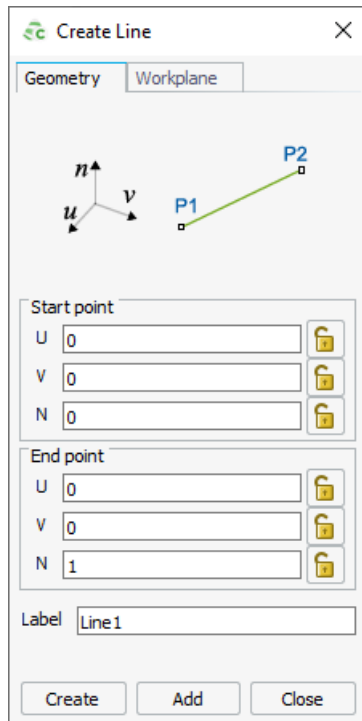 Create Line
Geometry Workplane
n
u v
P1 P2
Start point
U 0
V 0
N 0
End point
U 0
V 0
N 1
Label Line1
Create Add Close